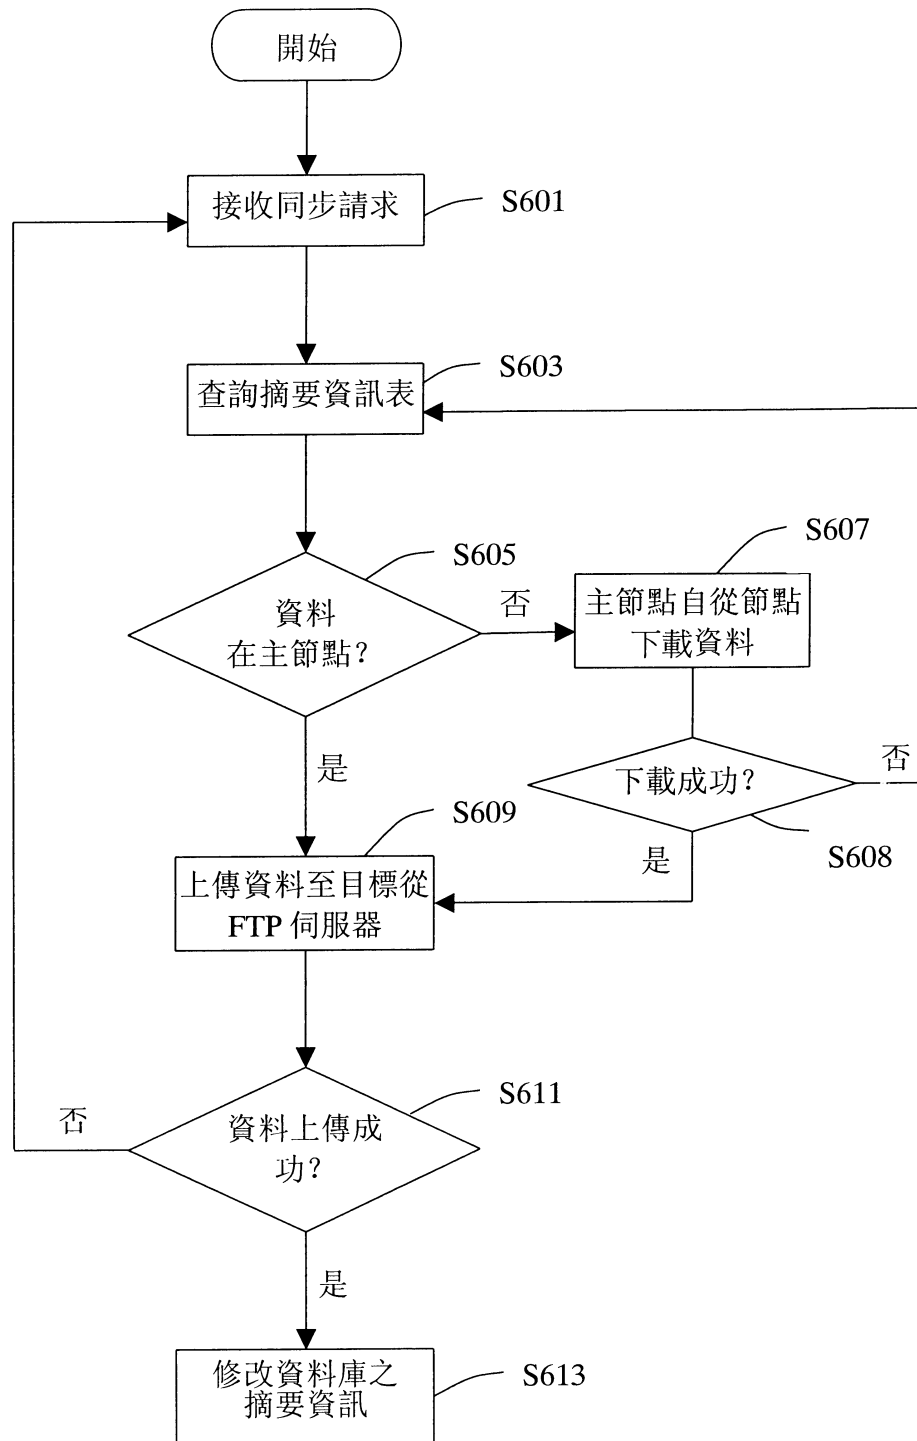 開始
接收同步請求
S601
查詢摘要資訊表
S603
資料
在主節點?
S605
否
主節點自從節點
下載資料
S607
是
下載成功?
否
S608
是
上傳資料至目標從
FTP 伺服器
S609
資料上傳成
功?
S611
否
是
修改資料庫之
摘要資訊
S613